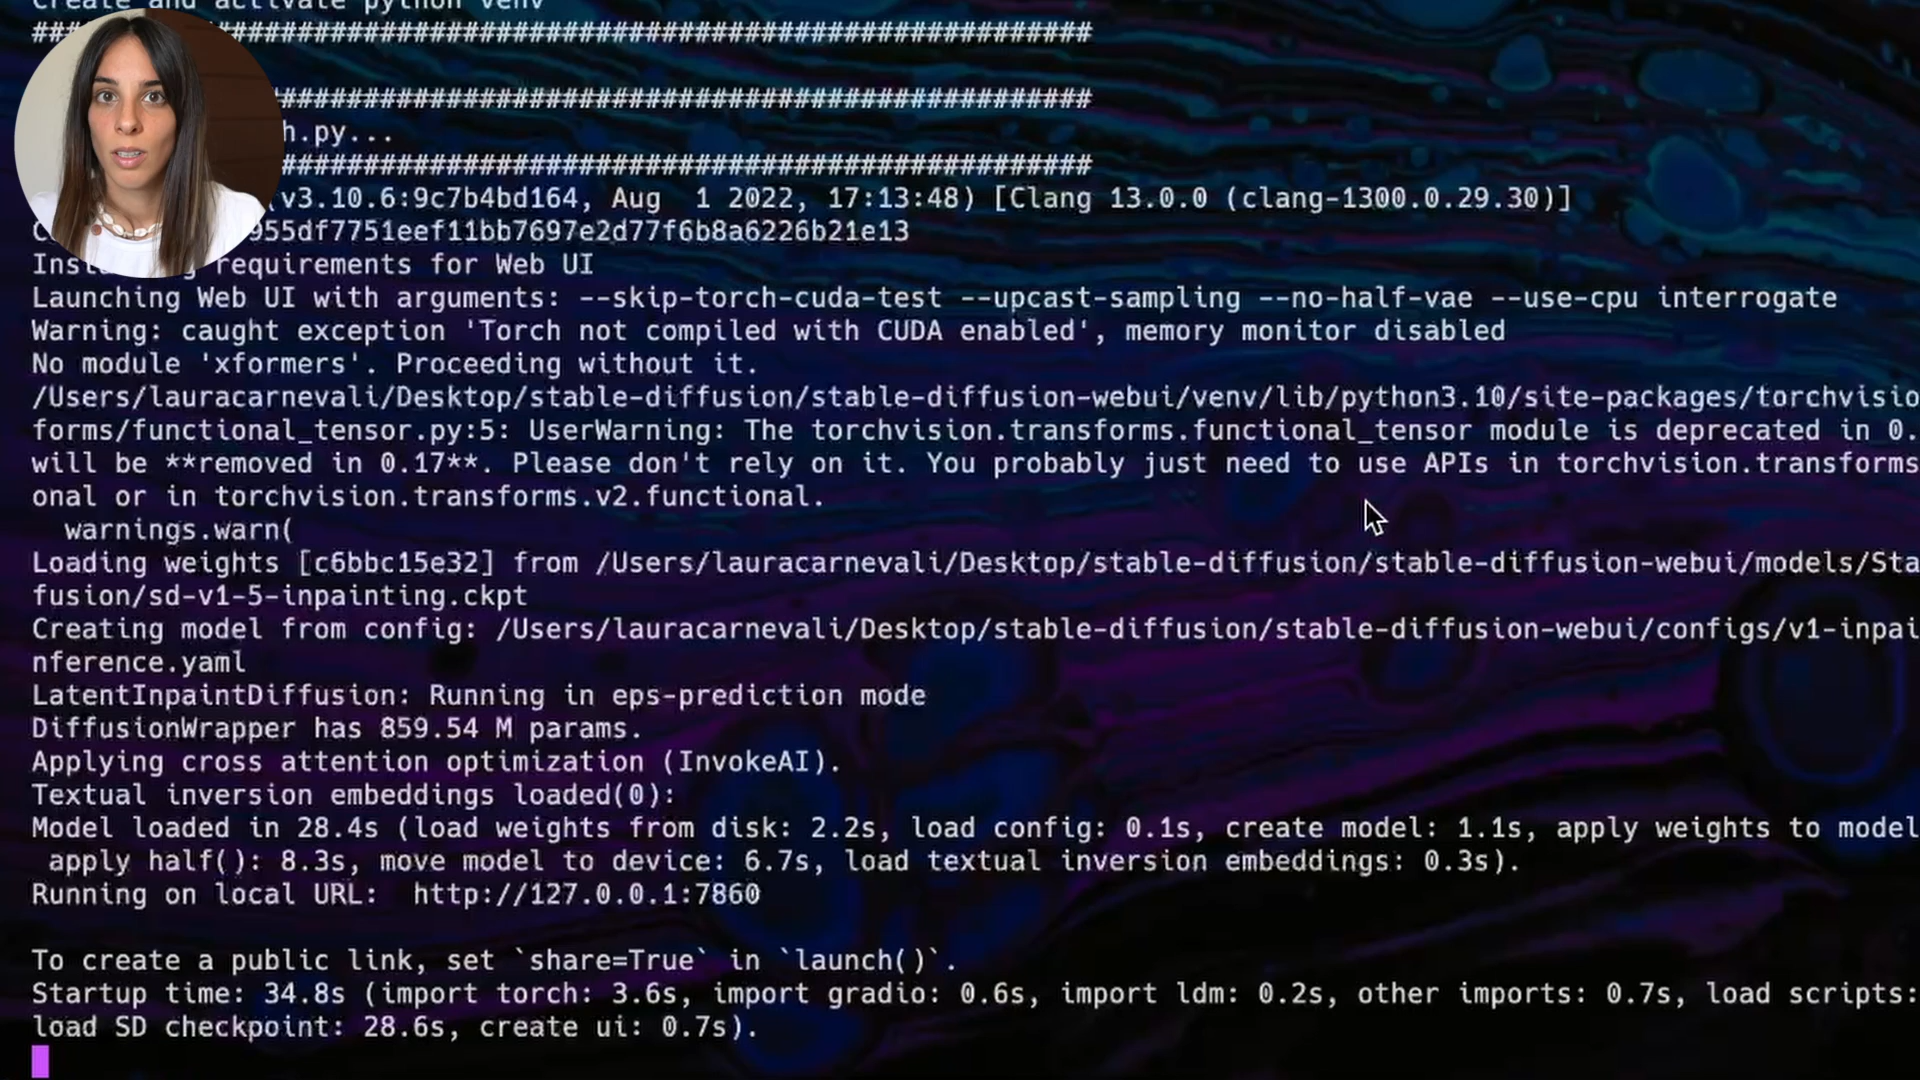 Create and activate python venv
################################################################
#################################################
h.py...
#################################################
v3.10.6:9c7b4bd164, Aug  1 2022, 17:13:48) [Clang 13.0.0 (clang-1300.0.29.30)]
955df7751eef11bb7697e2d77f6b8a6226b21e13
requirements for Web UI
Launching Web UI with arguments: --skip-torch-cuda-test --upcast-sampling --no-half-vae --use-cpu interrogate
Warning: caught exception 'Torch not compiled with CUDA enabled', memory monitor disabled
No module 'xformers'. Proceeding without it.
/Users/lauracarnevali/Desktop/stable-diffusion/stable-diffusion-webui/venv/lib/python3.10/site-packages/torchvisio
forms/functional_tensor.py:5: UserWarning: The torchvision.transforms.functional_tensor module is deprecated in 0.
will be **removed in 0.17**. Please don't rely on it. You probably just need to use APIs in torchvision.transforms
onal or in torchvision.transforms.v2.functional.
  warnings.warn(
Loading weights [c6bbc15e32] from /Users/lauracarnevali/Desktop/stable-diffusion/stable-diffusion-webui/models/Sta
fusion/sd-v1-5-inpainting.ckpt
Creating model from config: /Users/lauracarnevali/Desktop/stable-diffusion/stable-diffusion-webui/configs/v1-inpai
nference.yaml
LatentInpaintDiffusion: Running in eps-prediction mode
DiffusionWrapper has 859.54 M params.
Applying cross attention optimization (InvokeAI).
Textual inversion embeddings loaded(0):
Model loaded in 28.4s (load weights from disk: 2.2s, load config: 0.1s, create model: 1.1s, apply weights to model
 apply half(): 8.3s, move model to device: 6.7s, load textual inversion embeddings: 0.3s).
Running on local URL:  http://127.0.0.1:7860
To create a public link, set `share=True` in `launch()`.
Startup time: 34.8s (import torch: 3.6s, import gradio: 0.6s, import ldm: 0.2s, other imports: 0.7s, load scripts:
load SD checkpoint: 28.6s, create ui: 0.7s).